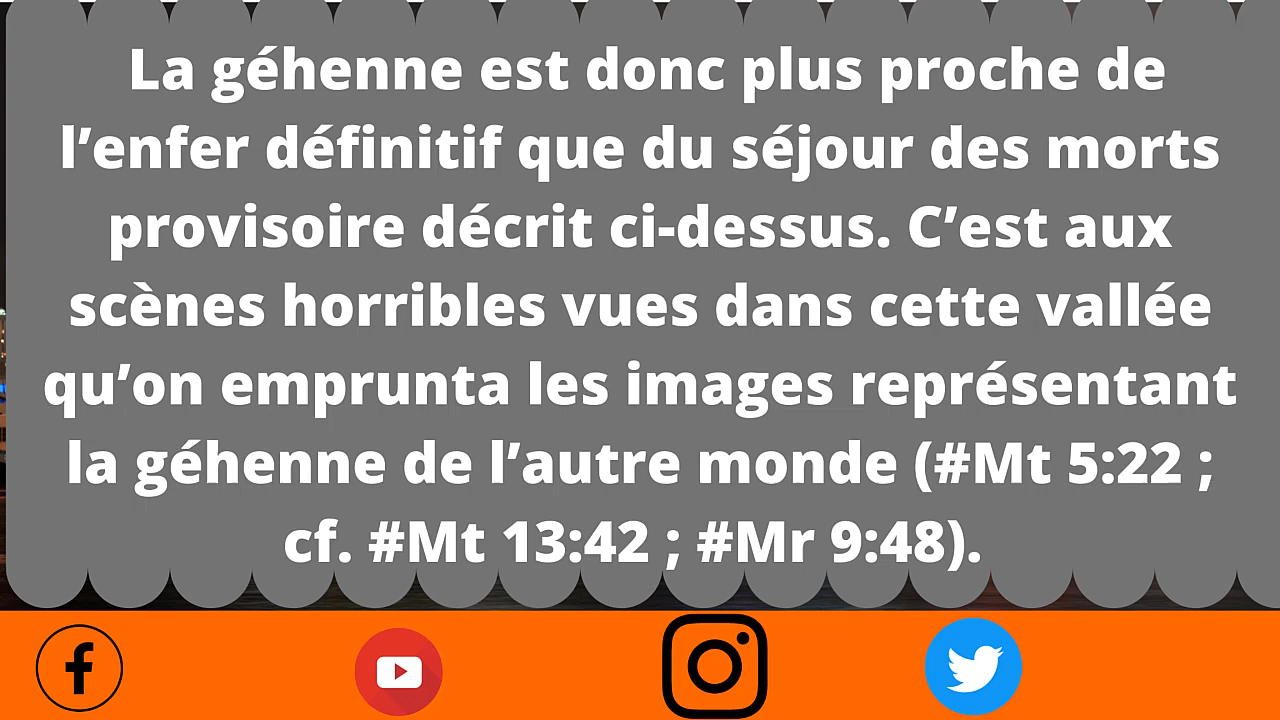 La géhenne est donc plus proche de
l’enfer définitif que du séjour des morts
provisoire décrit ci-dessus. C’est aux
scènes horribles vues dans cette vallée
qu’on emprunta les images représentant
la géhenne de l’autre monde (#Mt 5:22 ;
cf. #Mt 13:42 ; #Mr 9:48).